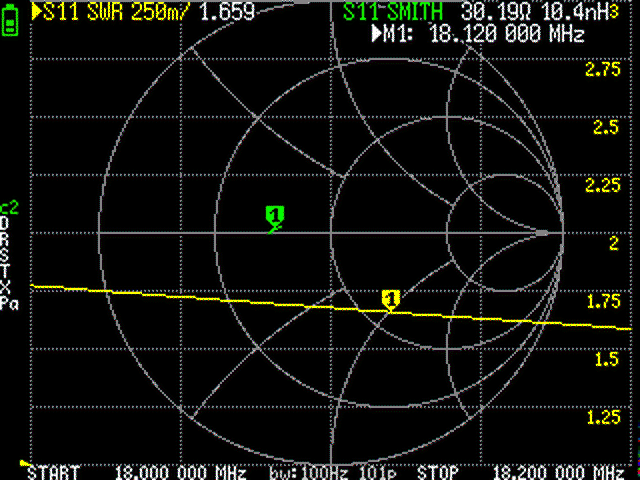 S11 SWR 250m/ 1.659 S11 SMITH 30.19Ω 10.4nH
M1: 18.120 000 MHz
3
2.75
2.5
2.25
2
1.75
1.5
1.25
c2
D
R
S
T
X
Pa
1
1
START 18.000 000 MHz bw:100Hz 101p STOP 18.200 000 MHz